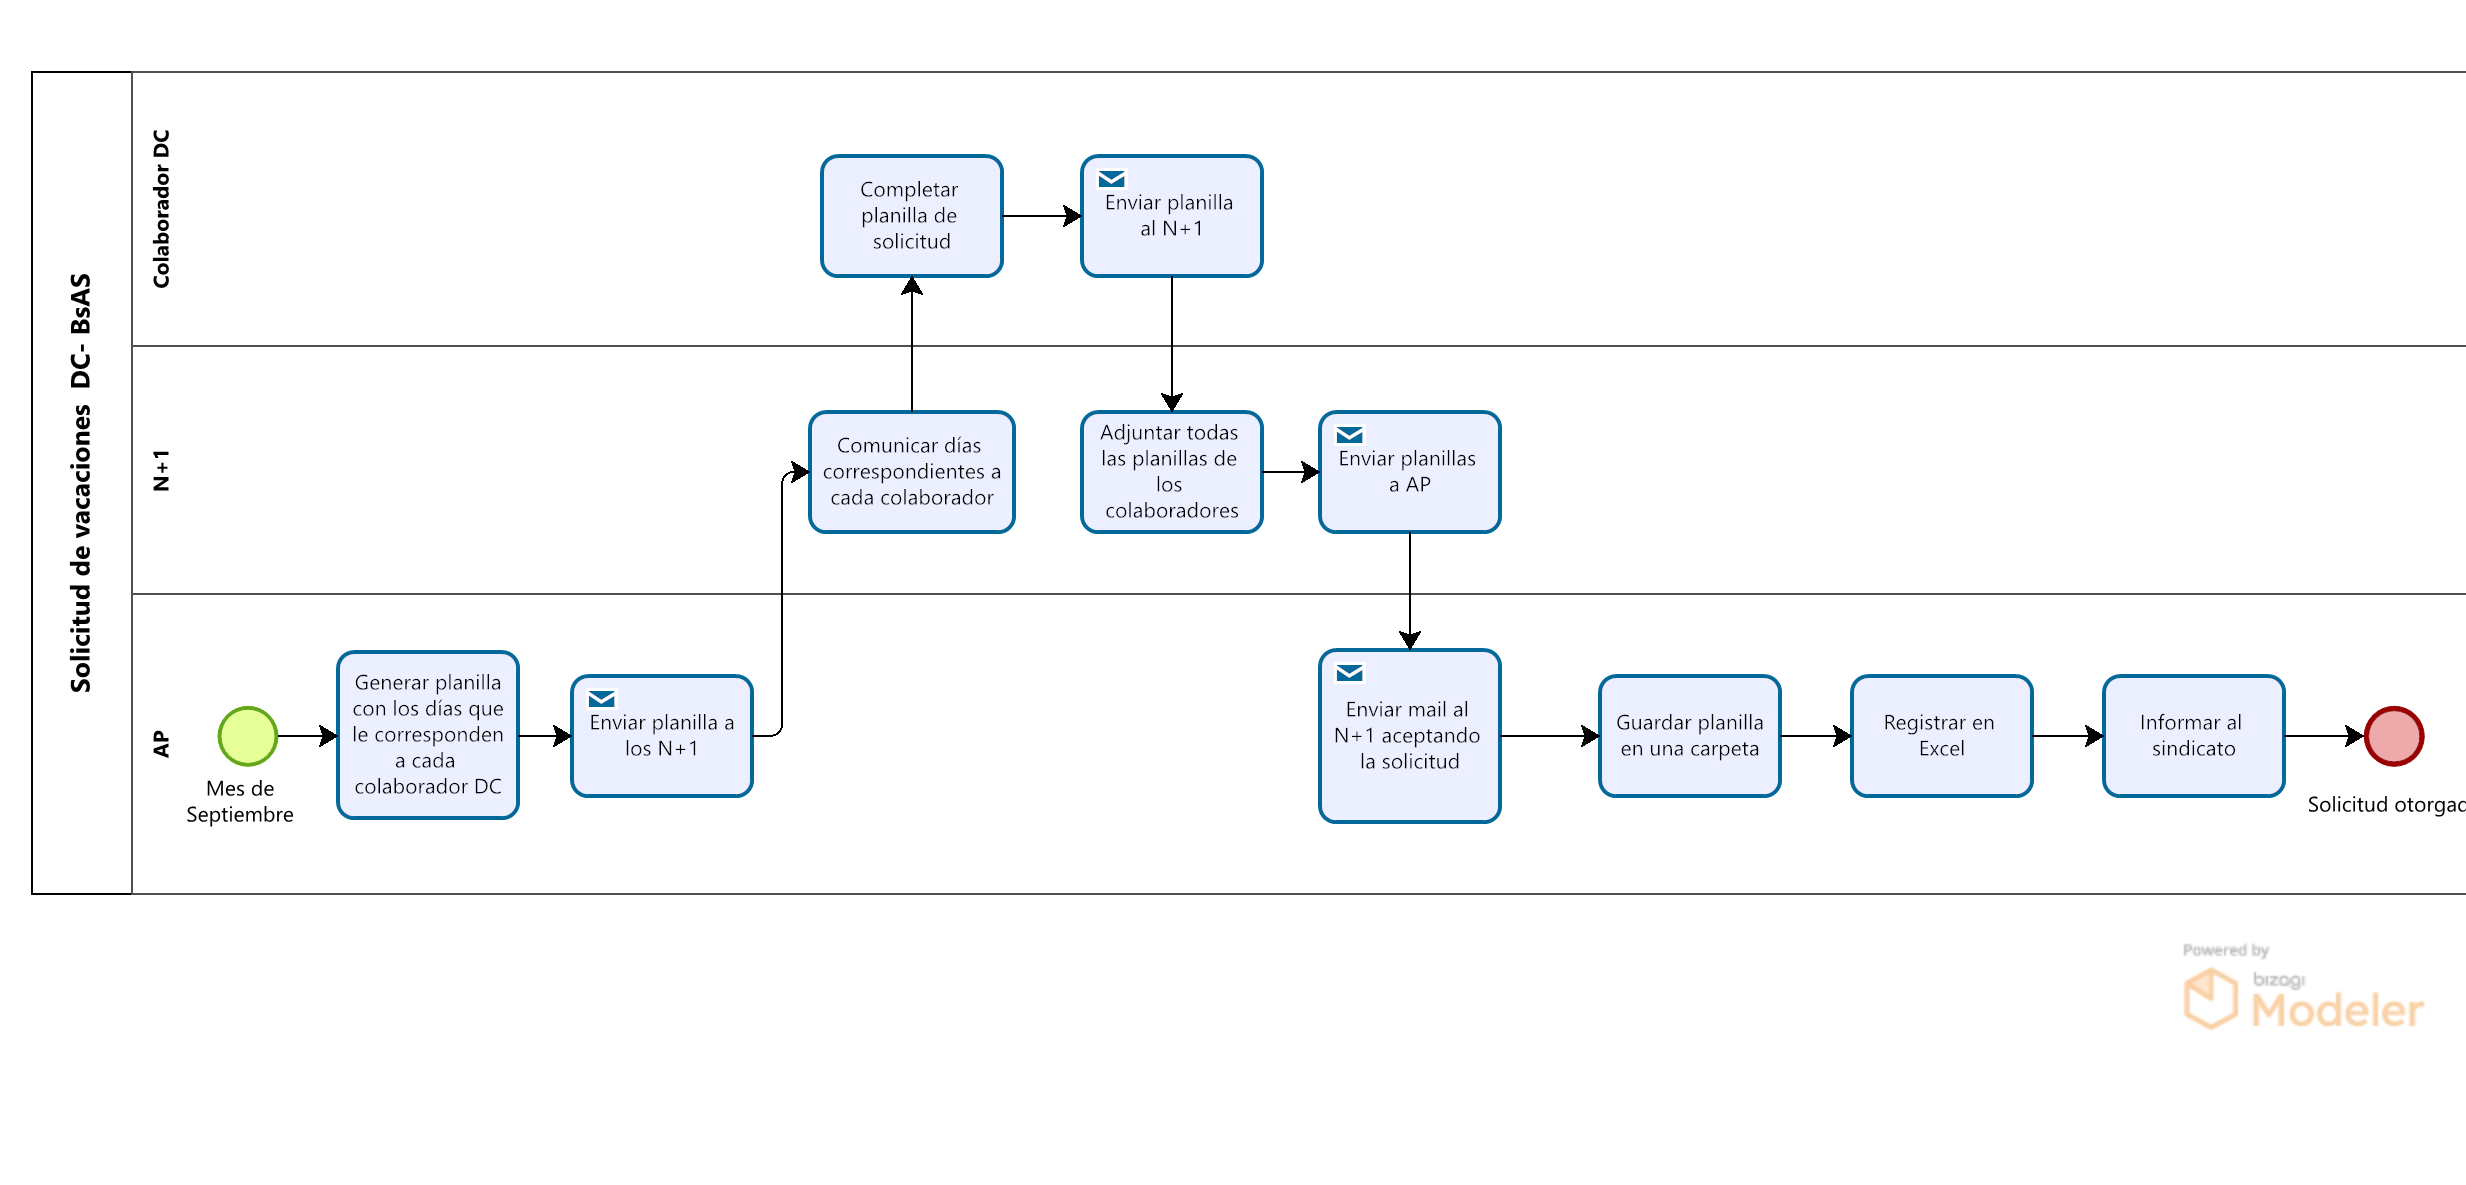 Solicitud de vacaciones DC- BsAS
Colaborador DC
Completar
planilla de
solicitud
Enviar planilla
al N+1
N+1
Comunicar días
correspondientes a
cada colaborador
Adjuntar todas
las planillas de
los
colaboradores
Enviar planillas
a AP
AP
Mes de
Septiembre
Generar planilla
con los días que
le corresponden
a cada
colaborador DC
Enviar planilla a
los N+1
Enviar mail al
N+1 aceptando
la solicitud
Guardar planilla
en una carpeta
Registrar en
Excel
Informar al
sindicato
Solicitud otorgad
Powered by
bizagi
Modeler